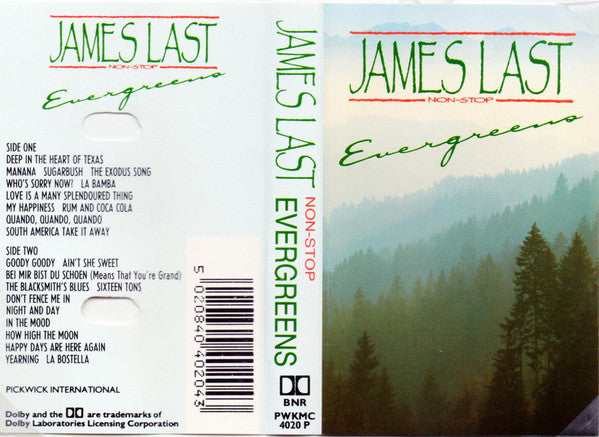 JAMES LAST
NON-STOP
Evergreens
SIDE ONE
DEEP IN THE HEART OF TEXAS
MANANA SUGARBUSH THE EXODUS SONG
WHO'S SORRY NOW? LA BAMBA
LOVE IS A MANY SPLENDOURED THING
MY HAPPINESS RUM AND COCA COLA
QUANDO, QUANDO, QUANDO
SOUTH AMERICA TAKE IT AWAY
SIDE TWO
GOODY GOODY AIN'T SHE SWEET
BEI MIR BIST DU SCHOEN (Means That You're Grand)
THE BLACKSMITH'S BLUES SIXTEEN TONS
DON'T FENCE ME IN
NIGHT AND DAY
IN THE MOOD
HOW HIGH THE MOON
HAPPY DAYS ARE HERE AGAIN
YEARNING LA BOSTELLA
PICKWICK INTERNATIONAL
Dolby and the are trademarks of
Dolby Laboratories Licensing Corporation
5 020840 402043
JAMES LAST
NON-STOP
EVERGREENS
BNR
PWKMC
4020 P
JAMES LAST
NON-STOP
Evergreens